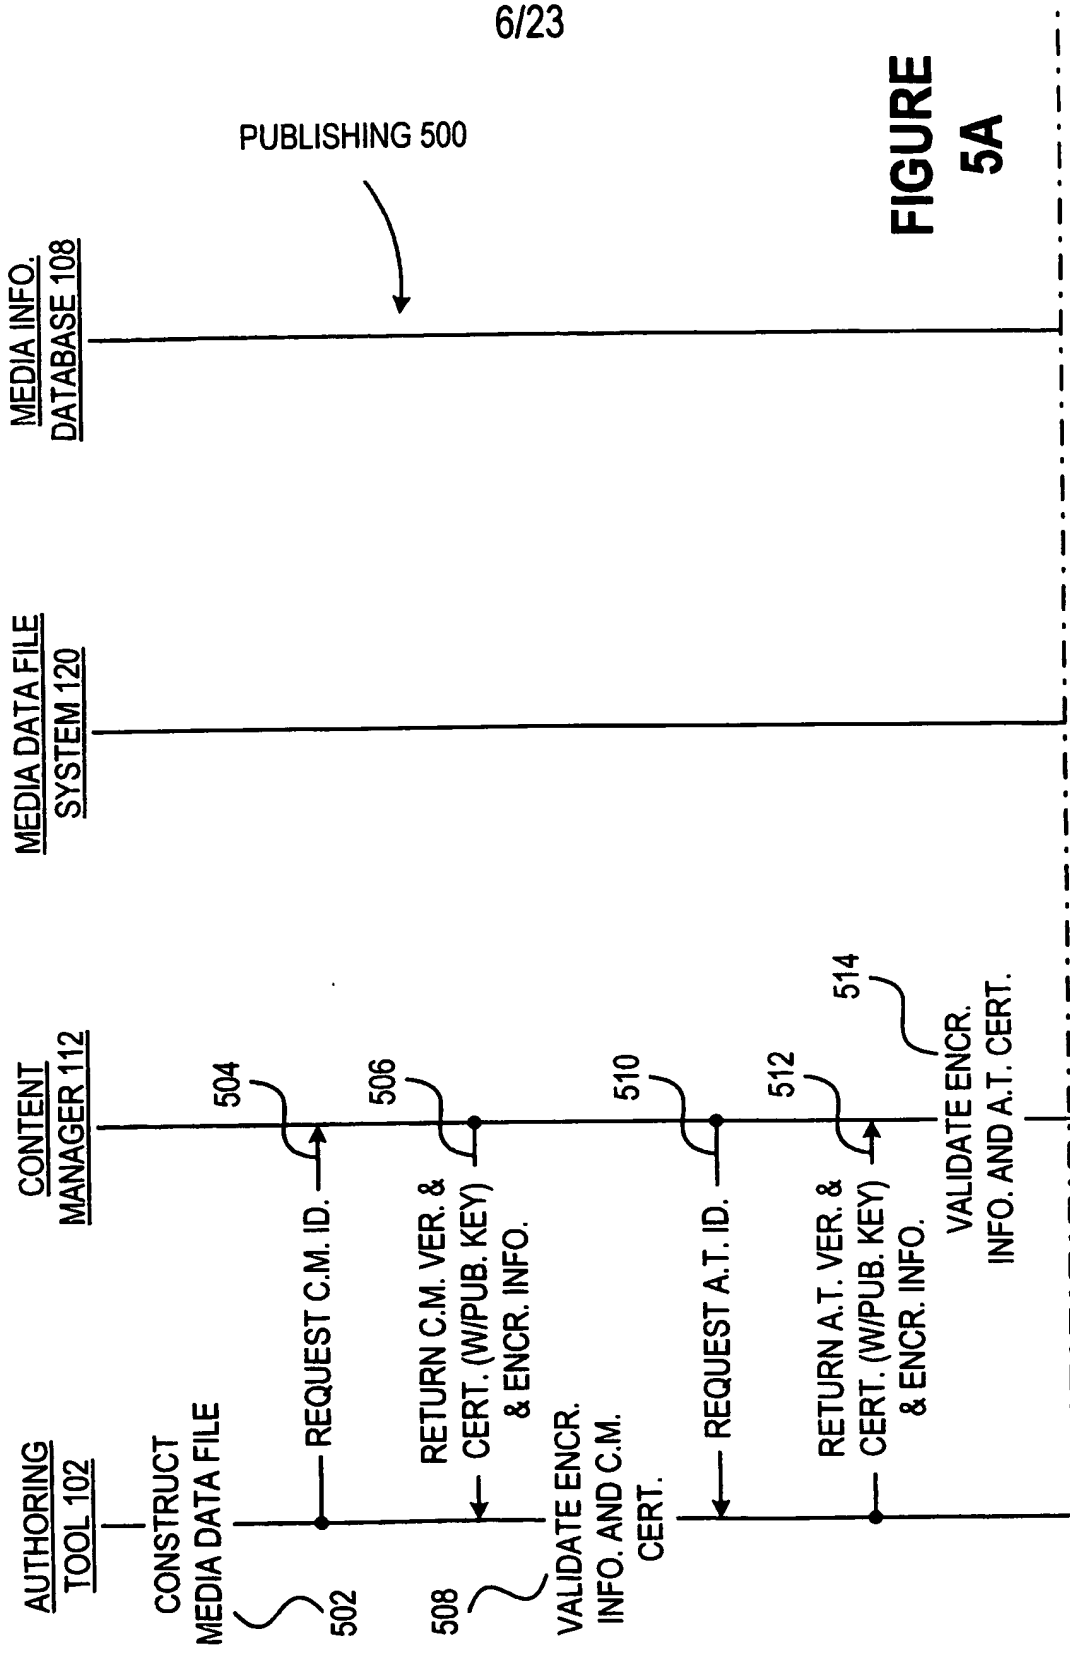 6/23
AUTHORING
TOOL 102
CONTENT
MANAGER 112
MEDIA DATA FILE
SYSTEM 120
MEDIA INFO.
DATABASE 108
PUBLISHING 500
CONSTRUCT
MEDIA DATA FILE
502
REQUEST C.M. ID.
504
RETURN C.M. VER. &
CERT. (W/PUB. KEY)
& ENCR. INFO.
506
508
VALIDATE ENCR.
INFO. AND C.M.
CERT.
REQUEST A.T. ID.
510
RETURN A.T. VER. &
CERT. (W/PUB. KEY)
& ENCR. INFO.
512
514
VALIDATE ENCR.
INFO. AND A.T. CERT.
FIGURE
5A